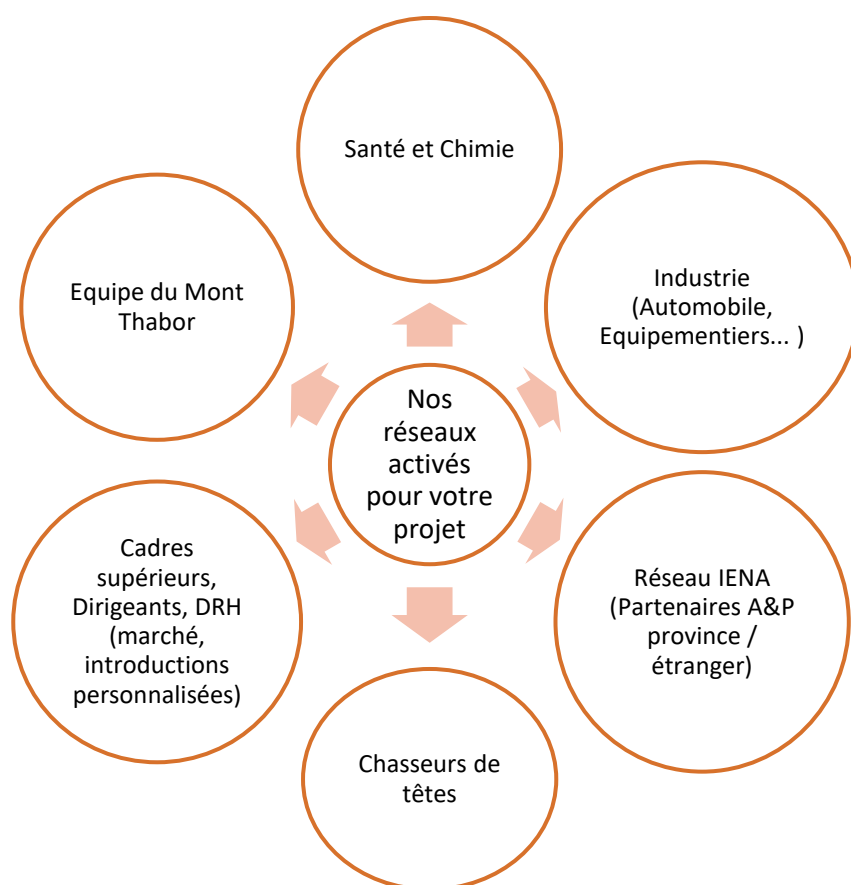 Santé et Chimie
Equipe du Mont
Thabor
Industrie
(Automobile,
Equipementiers... )
Nos
réseaux
activés
pour votre
projet
Cadres
supérieurs,
Dirigeants, DRH
(marché,
introductions
personnalisées)
Réseau IENA
(Partenaires A&P
province /
étranger)
Chasseurs de
têtes